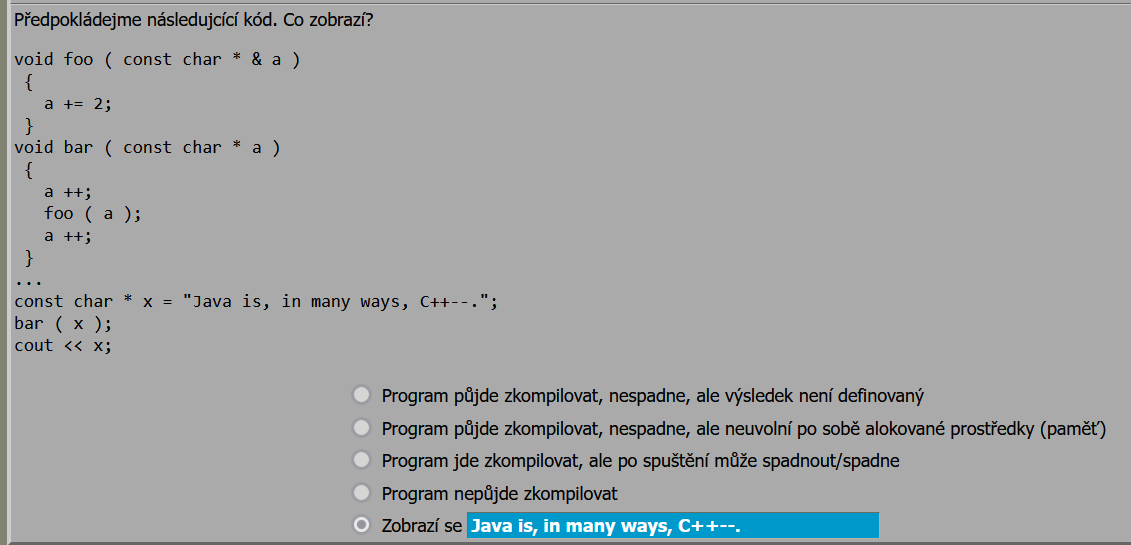 Předpokládejme následujcící kód. Co zobrazí?
void foo ( const char * & a )
{
a += 2;
}
void bar ( const char * a )
{
a ++;
foo ( a );
a ++;
}
...
const char * x = "Java is, in many ways, C++--.";
bar ( x );
cout << x;
Program půjde zkompilovat, nespadne, ale výsledek není definovaný
Program půjde zkompilovat, nespadne, ale neuvolní po sobě alokované prostředky (paměť)
Program jde zkompilovat, ale po spuštění může spadnout/spadne
Program nepůjde zkompilovat
Zobrazí se Java is, in many ways, C++--.